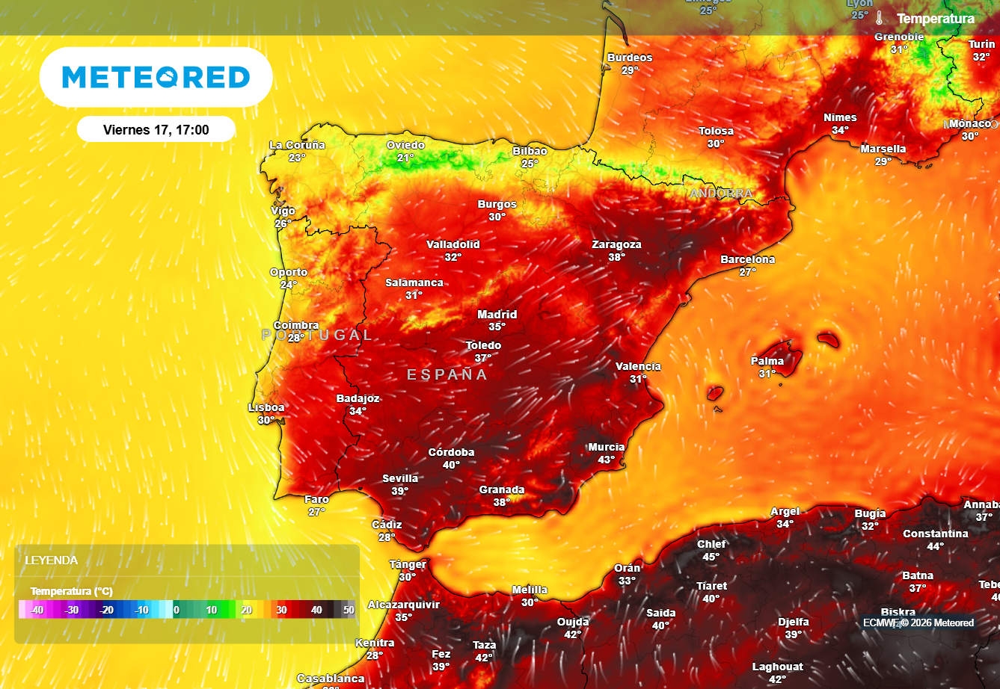 Limoges
25°
Lyon
25°
Temperatura
Grenoble
31°
Turín
32°
Burdeos
29°
METEORED
Viernes 17, 17:00
Nimes
34°
Mónaco
30°
Tolosa
30°
Marsella
29°
La Coruña
23°
Oviedo
21°
Bilbao
25°
ANDORRA
Burgos
30°
Vigo
26°
Valladolid
32°
Zaragoza
38°
Barcelona
27°
Oporto
24°
Salamanca
31°
Madrid
35°
Coimbra
28°
PORTUGAL
Toledo
37°
ESPAÑA
Valencia
31°
Palma
31°
Lisboa
30°
Badajoz
34°
Córdoba
40°
Murcia
43°
Sevilla
39°
Granada
38°
Faro
27°
Cádiz
28°
Argel
34°
Bugía
32°
Annaba
37°
Constantina
44°
Chlef
45°
LEYENDA
Temperatura (°C)
-40 -30 -20 -10 0 10 20 30 40 50
Tánger
30°
Orán
33°
Batna
37°
Tiaret
40°
Melilla
30°
Alcazarquivir
35°
Oujda
42°
Saida
40°
Djelfa
39°
Biskra
ECMWF © 2026 Meteored
Kenitra
28°
Fez
39°
Taza
42°
Laghouat
42°
Casablanca